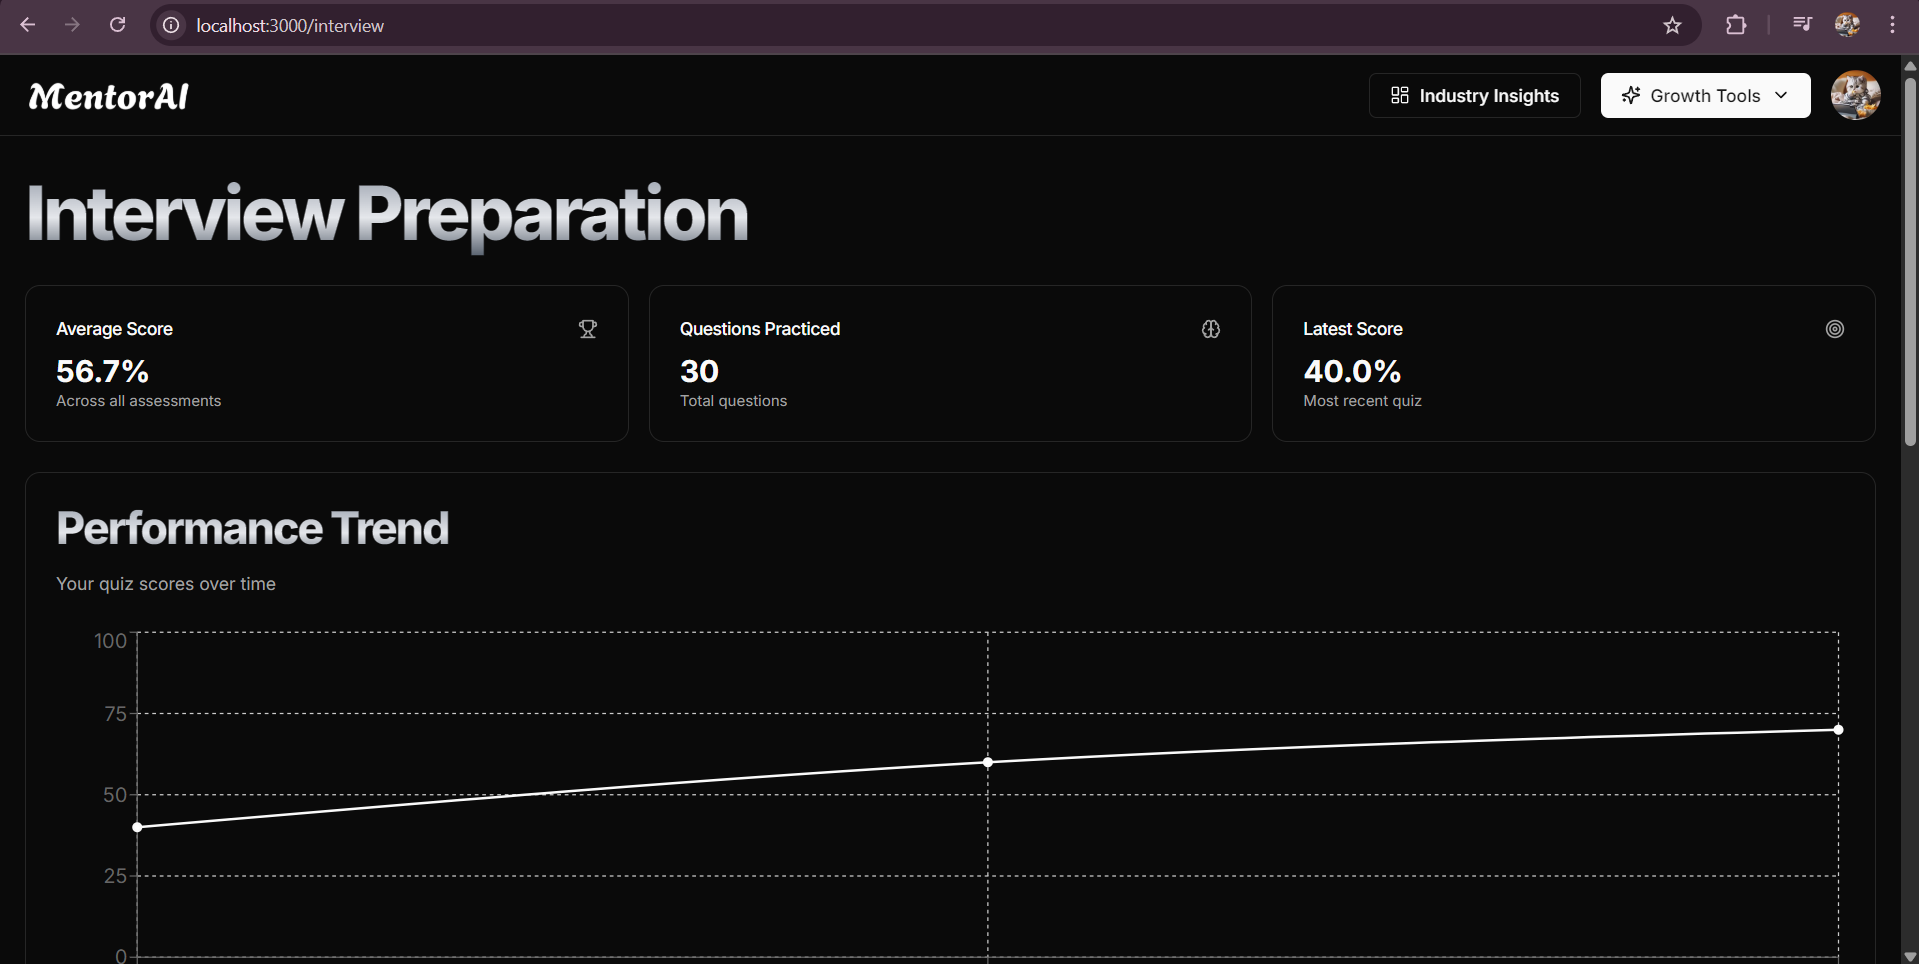 localhost:3000/interview
MentorAI
Industry Insights
Growth Tools
Interview Preparation
Average Score
56.7%
Across all assessments
Questions Practiced
30
Total questions
Latest Score
40.0%
Most recent quiz
Performance Trend
Your quiz scores over time
100
75
50
25
0